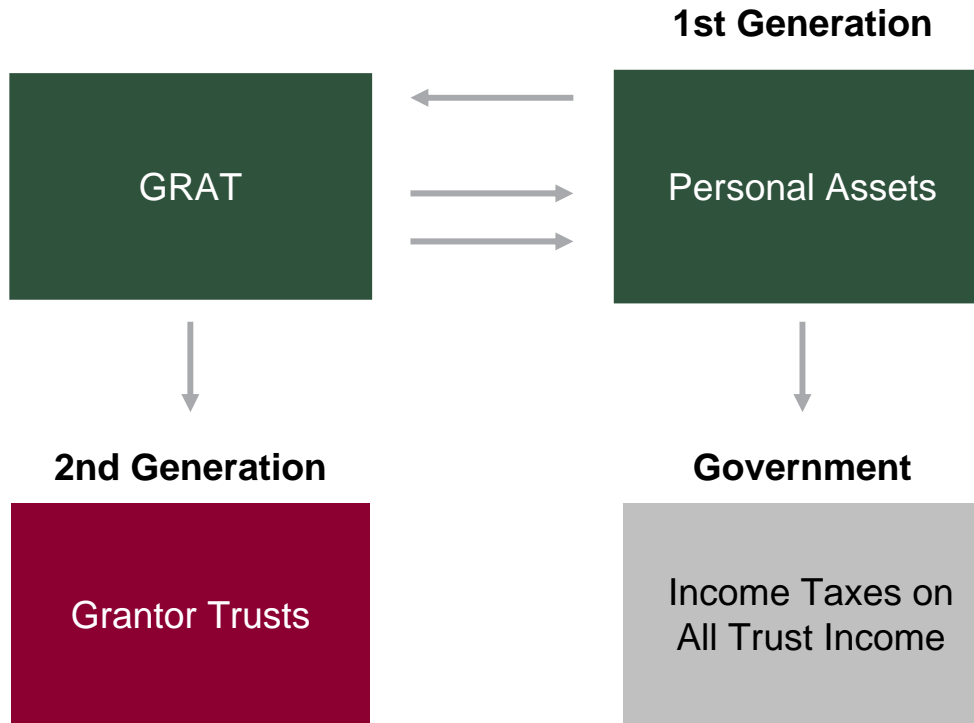 1st Generation
GRAT
Personal Assets
2nd Generation
Government
Grantor Trusts
Income Taxes on
All Trust Income